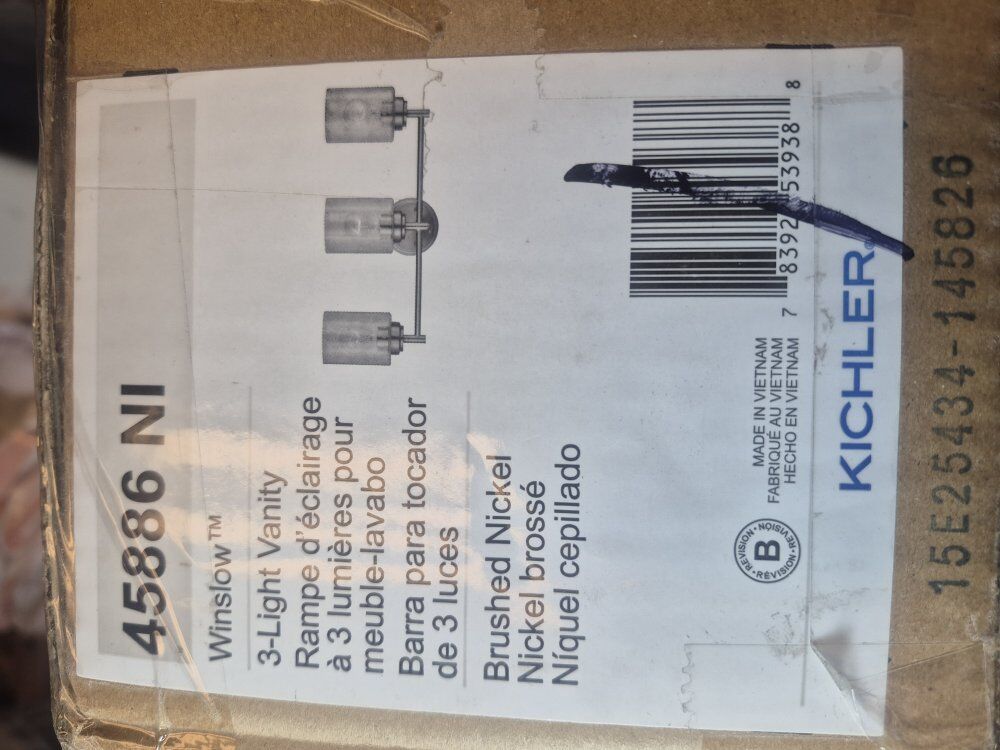 45886 NI
Winslow™
3-Light Vanity
Rampe d'éclairage
à 3 lumières pour
meuble-lavabo
Barra para tocador
de 3 luces
Brushed Nickel
Nickel brossé
Níquel cepillado
REVISION • REVISIÓN • RÉVISION •
B
MADE IN VIETNAM
FABRIQUÉ AU VIETNAM
HECHO EN VIETNAM
7 8392 53938 8
KICHLER®
15E25434-145826